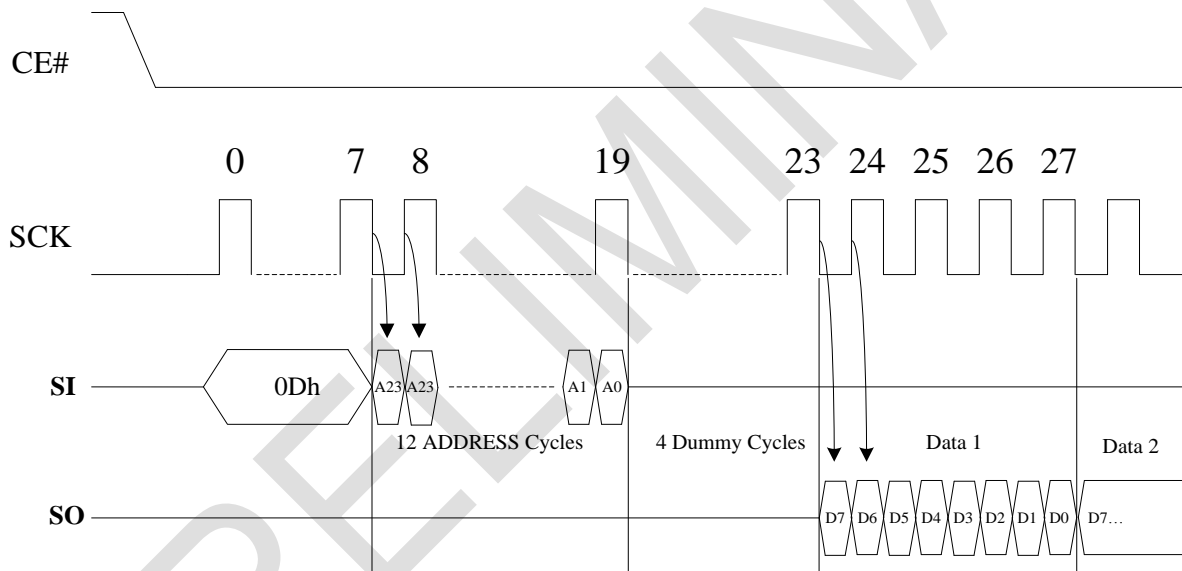 CE#
0 7 8 19 23 24 25 26 27
SCK
SI 0Dh A23 A23 A1 A0
12 ADDRESS Cycles 4 Dummy Cycles Data 1 Data 2
SO D7 D6 D5 D4 D3 D2 D1 D0 D7...